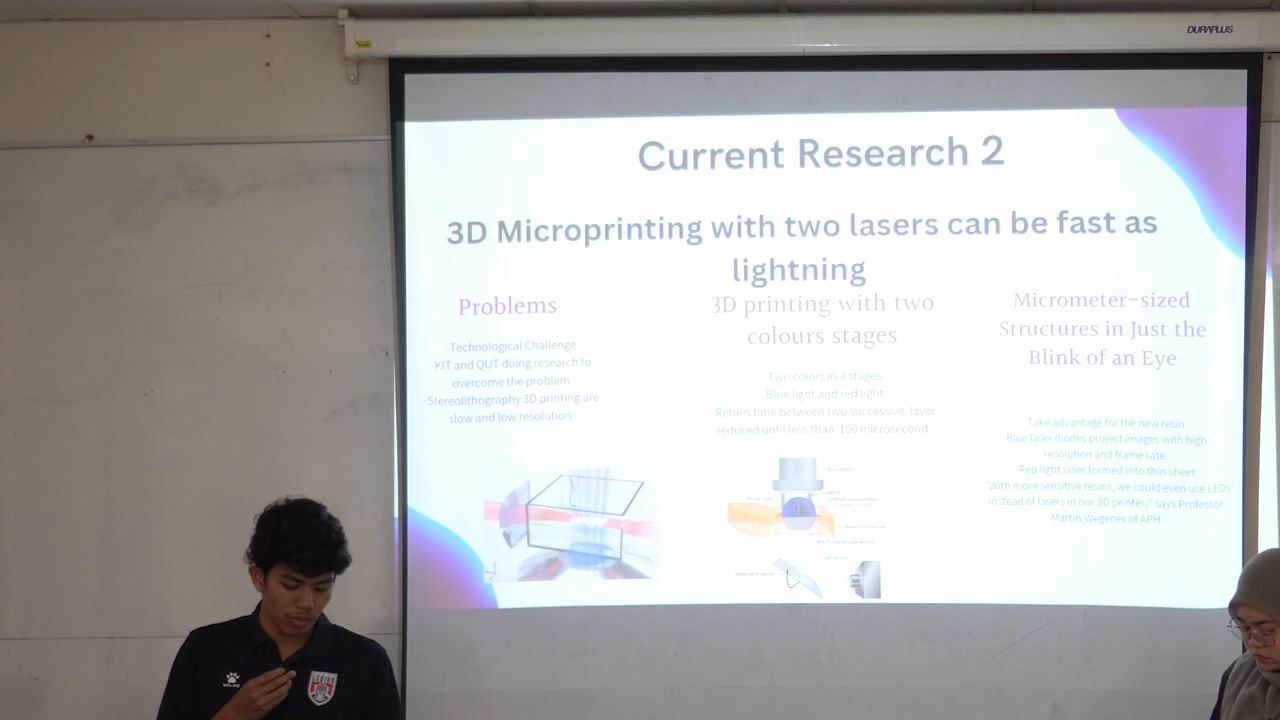 DURAPLUS
Current Research 2
3D Microprinting with two lasers can be fast as
lightning
Problems
-Technological Challenge
-KIT and QUT doing research to
overcome the problem
-Stereolithography 3D printing are
slow and low resolution
3D printing with two
colours stages
Two colors in a stages
Blue light and red light
-Return time between two successive layer
reduced until less than 100 microsecond
Micrometer-sized
Structures in Just the
Blink of an Eye
-Take advantage for the new resin
Blue laser diodes project images with high
resolution and frame rate
-Red light laser formed into thin sheet
-"With more sensitive resins, we could even use LEDs
instead of lasers in our 3D printer," says Professor
Martin Wegener of APH
KELME